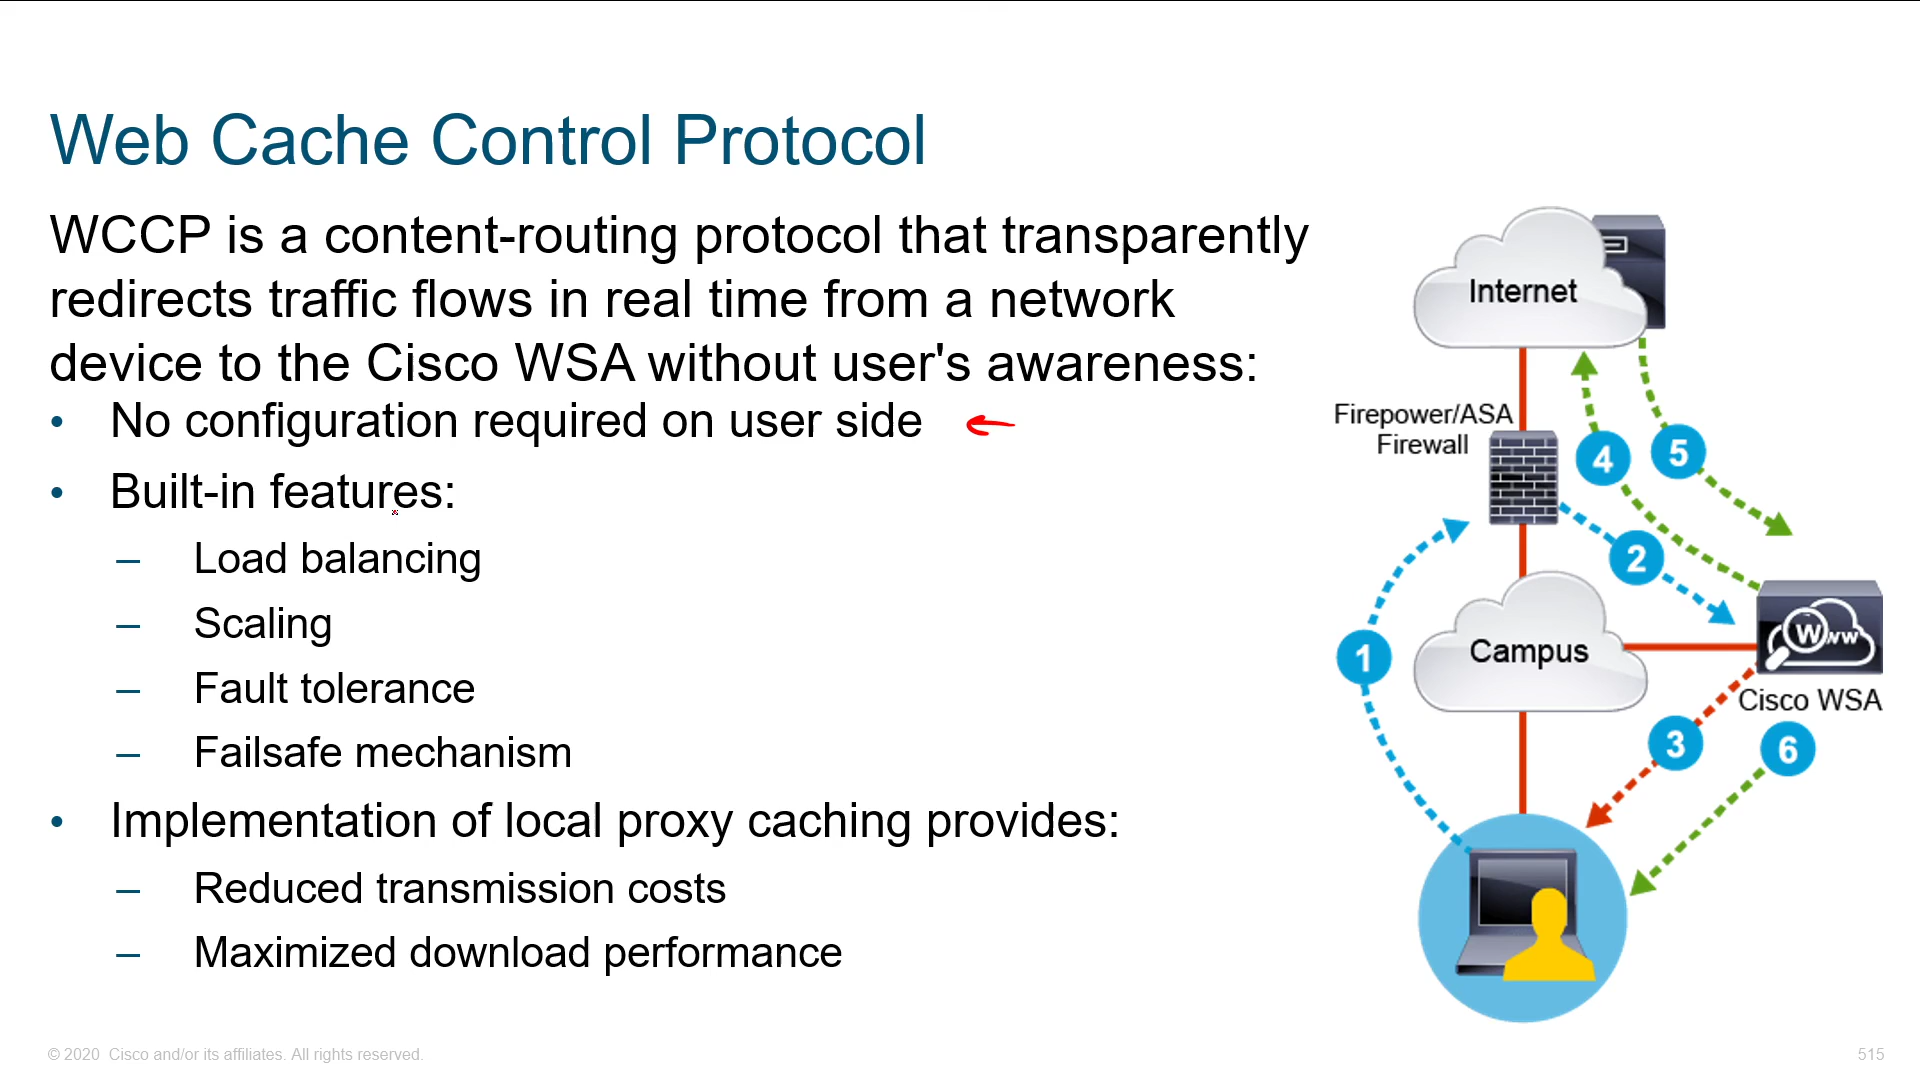 Web Cache Control Protocol
WCCP is a content-routing protocol that transparently
redirects traffic flows in real time from a network
device to the Cisco WSA without user's awareness:
• No configuration required on user side
• Built-in features:
– Load balancing
– Scaling
– Fault tolerance
– Failsafe mechanism
• Implementation of local proxy caching provides:
– Reduced transmission costs
– Maximized download performance
Internet
Firepower/ASA
Firewall
4
5
2
1
Campus
www
Cisco WSA
3
6
© 2020 Cisco and/or its affiliates. All rights reserved.
515